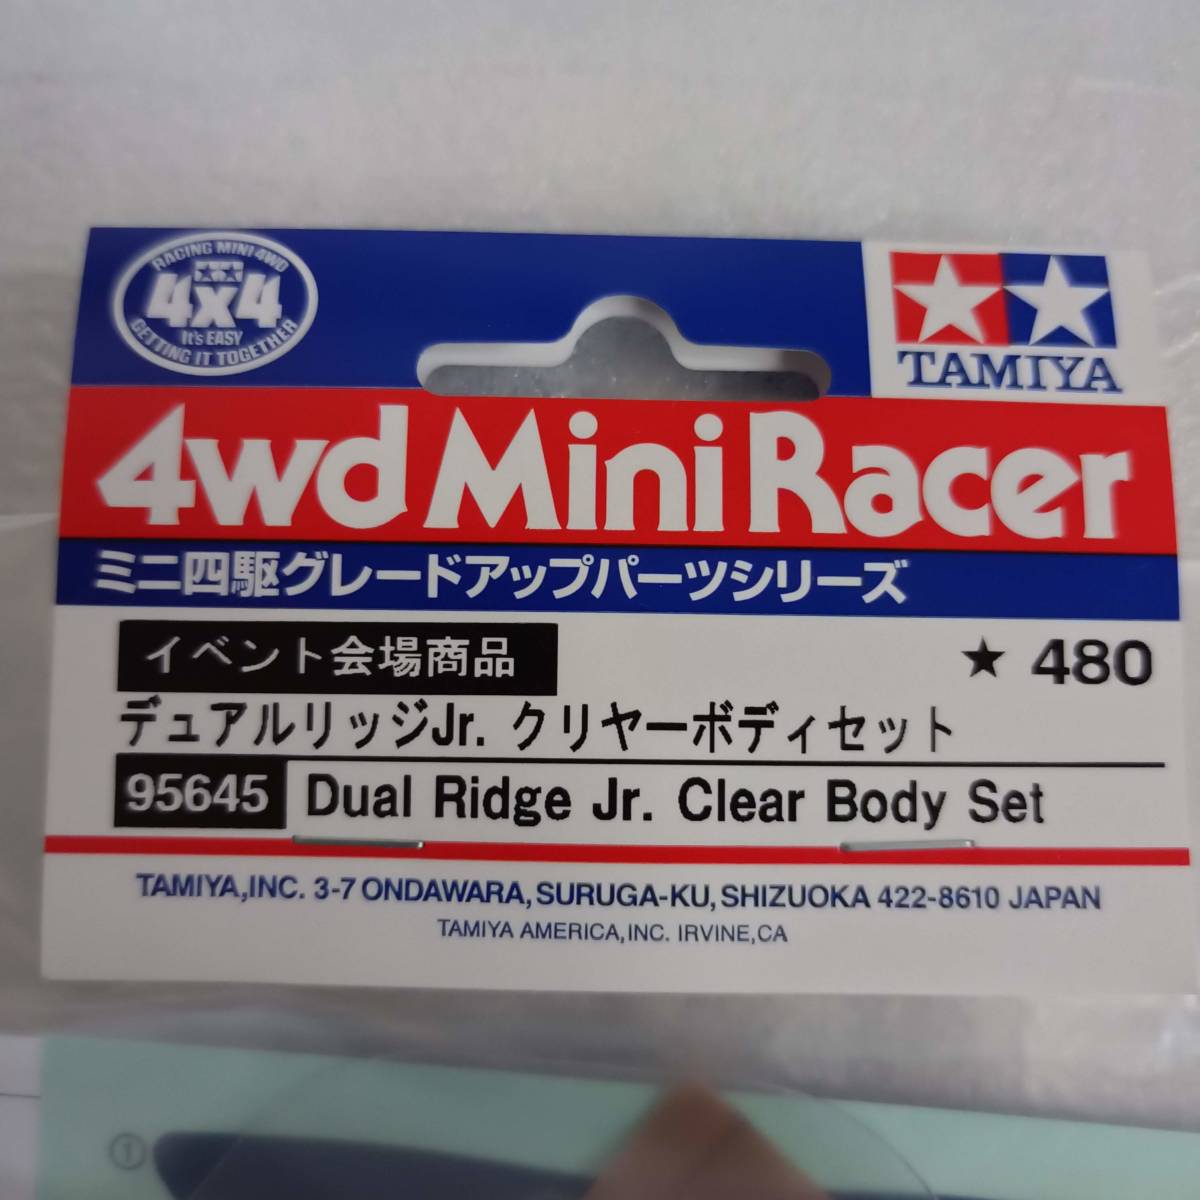 RACING MINI 4WD
4x4
It's EASY
GETTING IT TOGETHER
TAMIYA
4wd Mini Racer
ミニ四駆グレードアップパーツシリーズ
イベント会場商品
★ 480
デュアルリッジJr. クリヤーボディセット
95645 Dual Ridge Jr. Clear Body Set
TAMIYA,INC. 3-7 ONDAWARA, SURUGA-KU, SHIZUOKA 422-8610 JAPAN
TAMIYA AMERICA, INC. IRVINE, CA
①